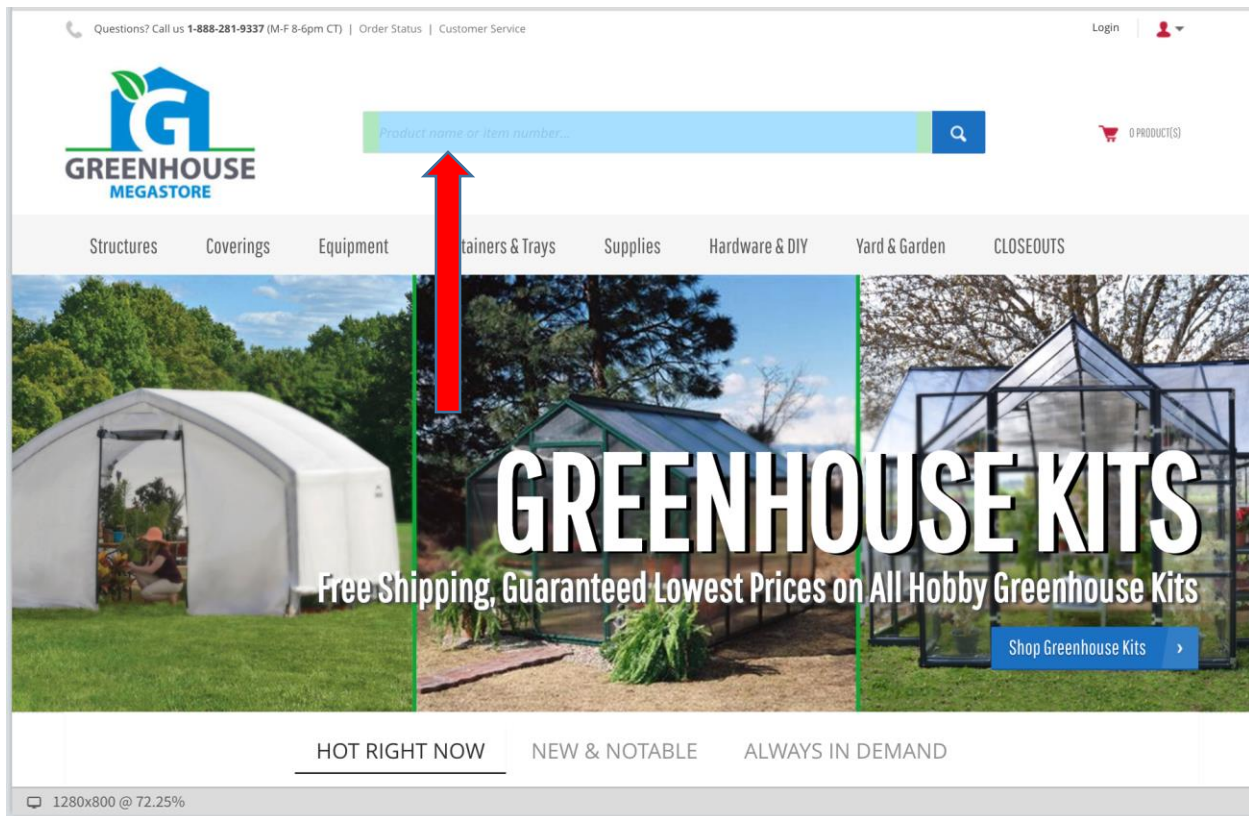 Questions? Call us 1-888-281-9337 (M-F 8-6pm CT) | Order Status | Customer Service
Login
G
GREENHOUSE
MEGASTORE
Product name or item number...
0 PRODUCT(S)
Structures Coverings Equipment tainers & Trays Supplies Hardware & DIY Yard & Garden CLOSEOUTS
GREENHOUSE KITS
Free Shipping, Guaranteed Lowest Prices on All Hobby Greenhouse Kits
Shop Greenhouse Kits ›
HOT RIGHT NOW NEW & NOTABLE ALWAYS IN DEMAND
1280x800 @ 72.25%